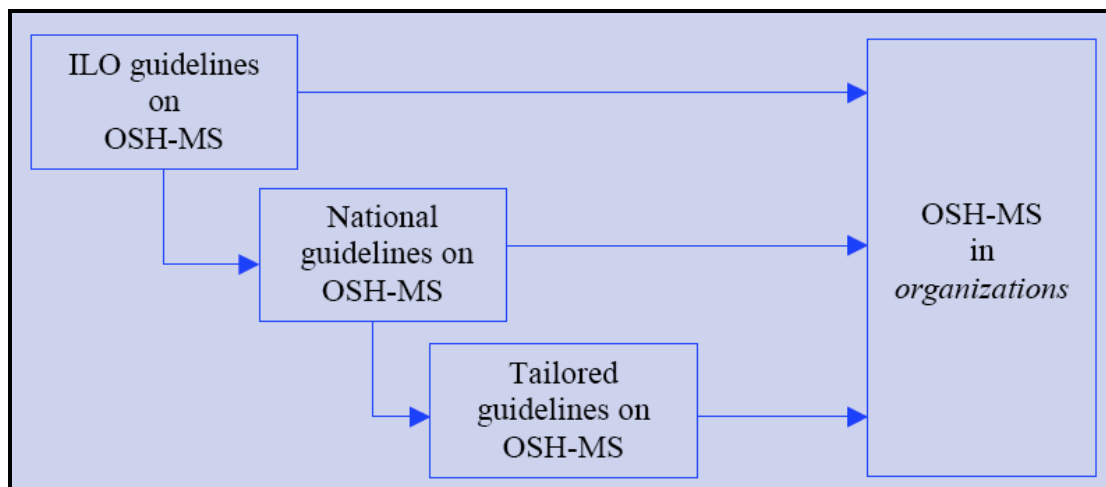 ILO guidelines
on
OSH-MS
National
guidelines on
OSH-MS
Tailored
guidelines on
OSH-MS
OSH-MS
in
organizations